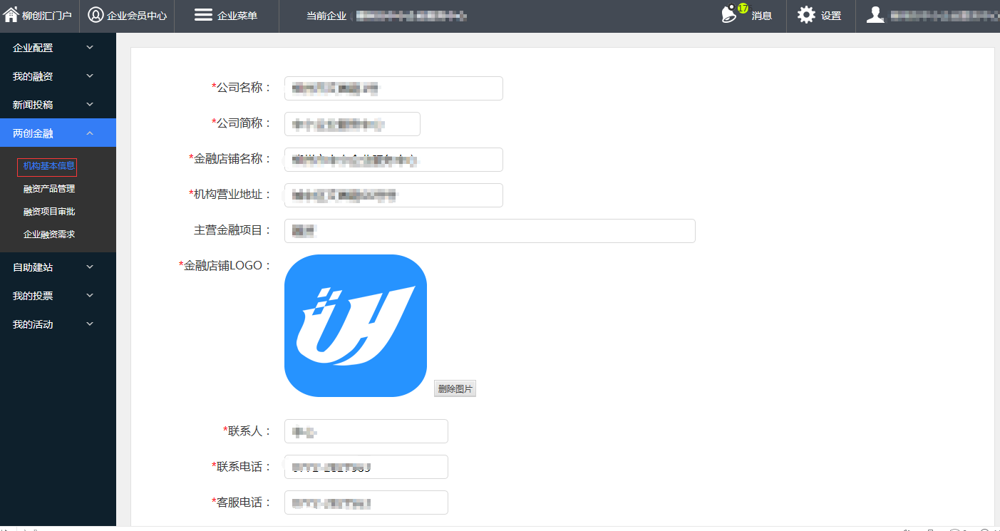 柳创汇门户
企业会员中心
企业菜单
当前企业
17
消息
设置
企业配置
我的融资
新闻投稿
两创金融
机构基本信息
融资产品管理
融资项目审批
企业融资需求
自助建站
我的投票
我的活动
*公司名称：
*公司简称：
*金融店铺名称：
*机构营业地址：
主营金融项目：
*金融店铺LOGO：
删除图片
*联系人：
*联系电话：
*客服电话：